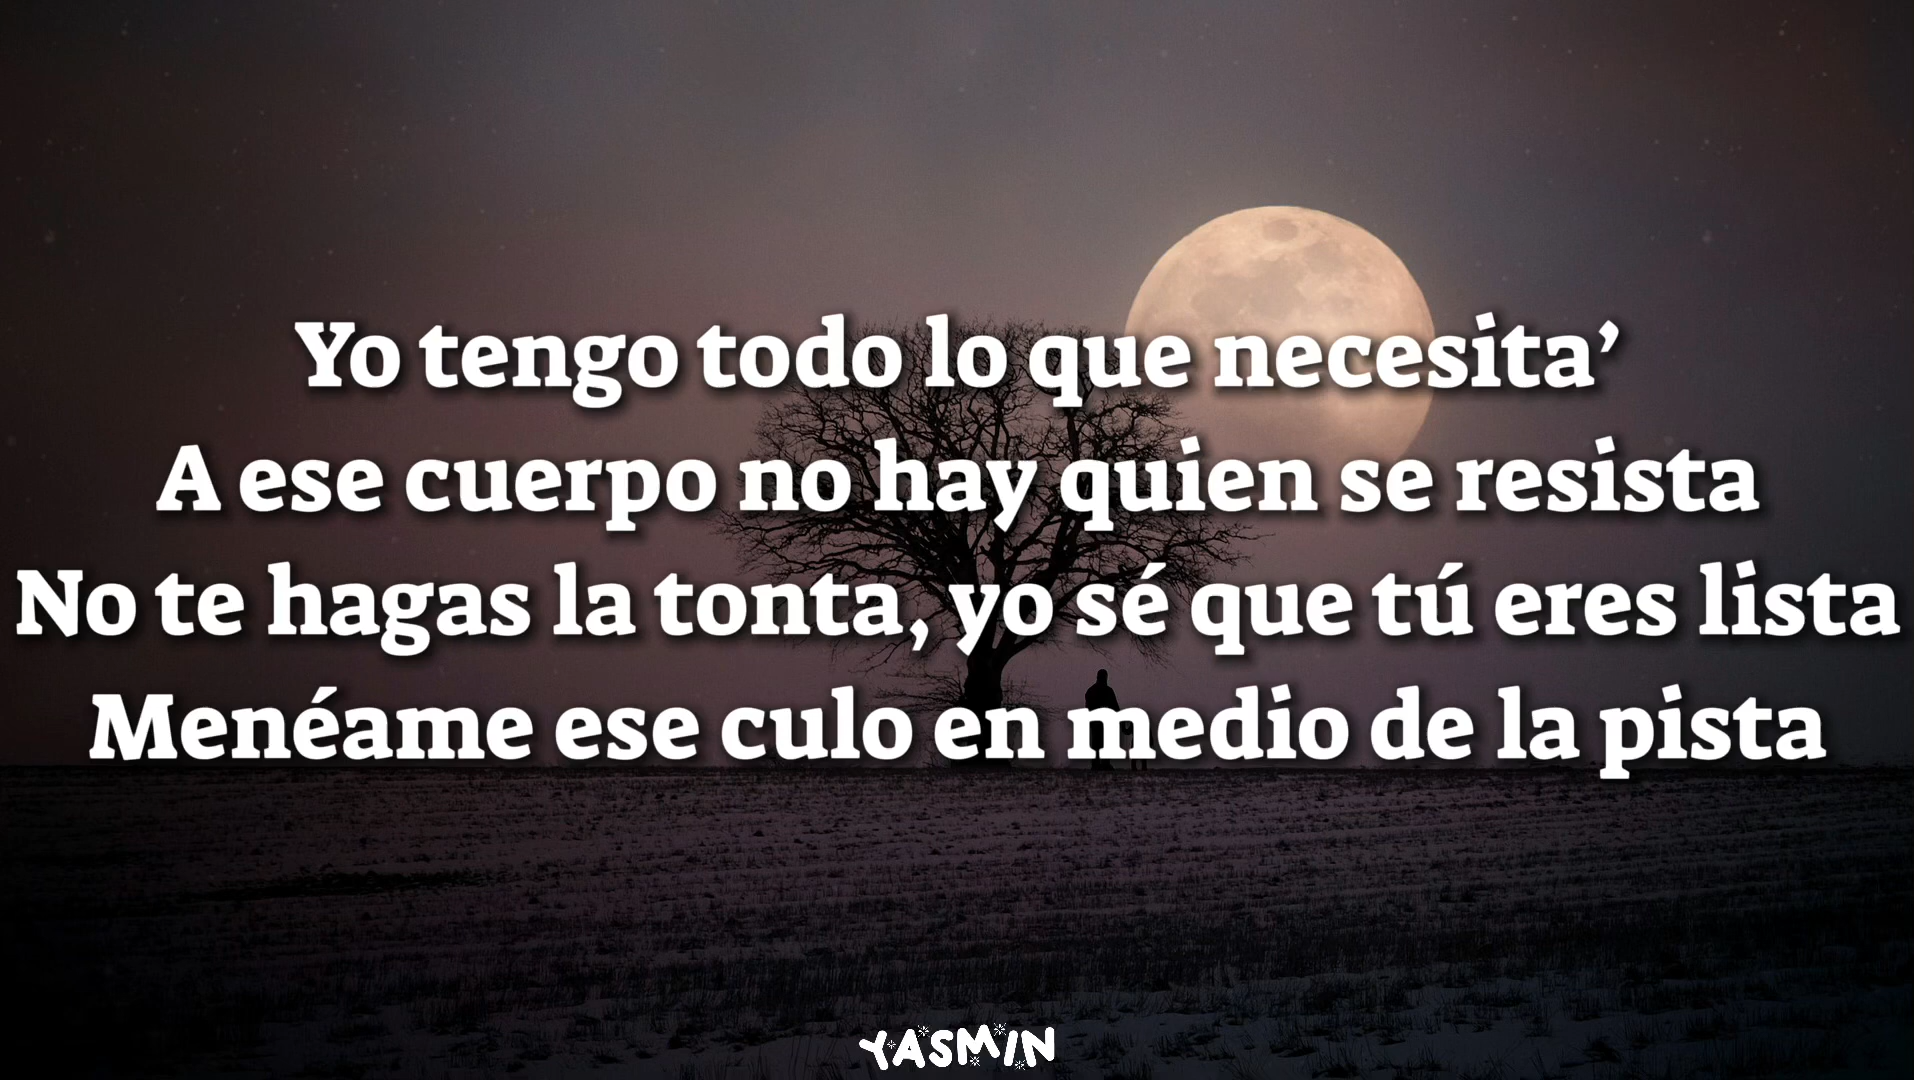 Yo tengo todo lo que necesita’
A ese cuerpo no hay quien se resista
No te hagas la tonta, yo sé que tú eres lista
Menéame ese culo en medio de la pista
YASMIN